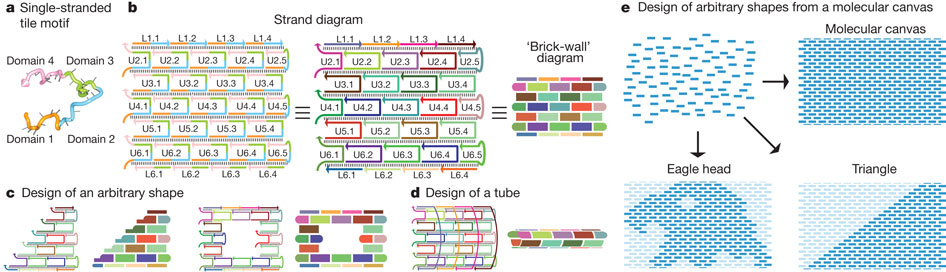 a Single-stranded
tile motif
Domain 4 Domain 3
Domain 1 Domain 2
b Strand diagram
L1.1 L1.2 L1.3 L1.4
U2.1 U2.2 U2.3 U2.4 U2.5
U3.1 U3.2 U3.3 U3.4
U4.1 U4.2 U4.3 U4.4 U4.5
U5.1 U5.2 U5.3 U5.4
U6.1 U6.2 U6.3 U6.4 U6.5
L6.1 L6.2 L6.3 L6.4
L1.1 L1.2 L1.3 L1.4
U2.1 U2.2 U2.3 U2.4 U2.5
U3.1 U3.2 U3.3 U3.4
U4.1 U4.2 U4.3 U4.4 U4.5
U5.1 U5.2 U5.3 U5.4
U6.1 U6.2 U6.3 U6.4 U6.5
L6.1 L6.2 L6.3 L6.4
'Brick-wall'
diagram
c Design of an arbitrary shape
d Design of a tube
e Design of arbitrary shapes from a molecular canvas
Molecular canvas
Eagle head
Triangle